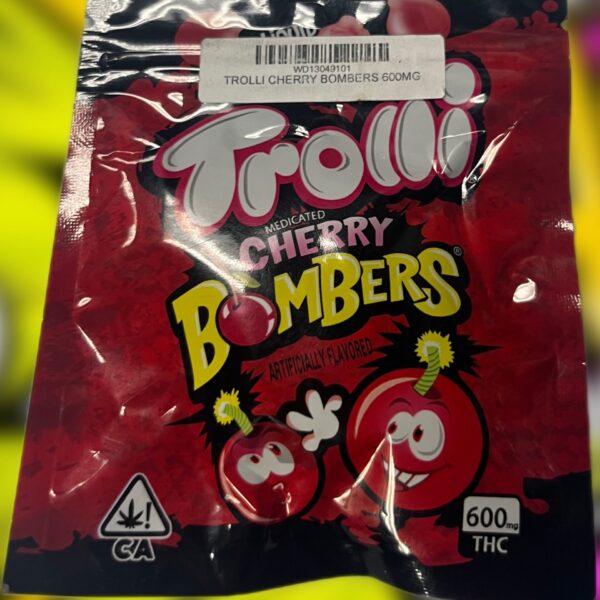 WD13049101
TROLLI CHERRY BOMBERS 600MG
Trolli
MEDICATED
CHERRY
BOMBERS®
ARTIFICIALLY FLAVORED
!
CA
600mg
THC